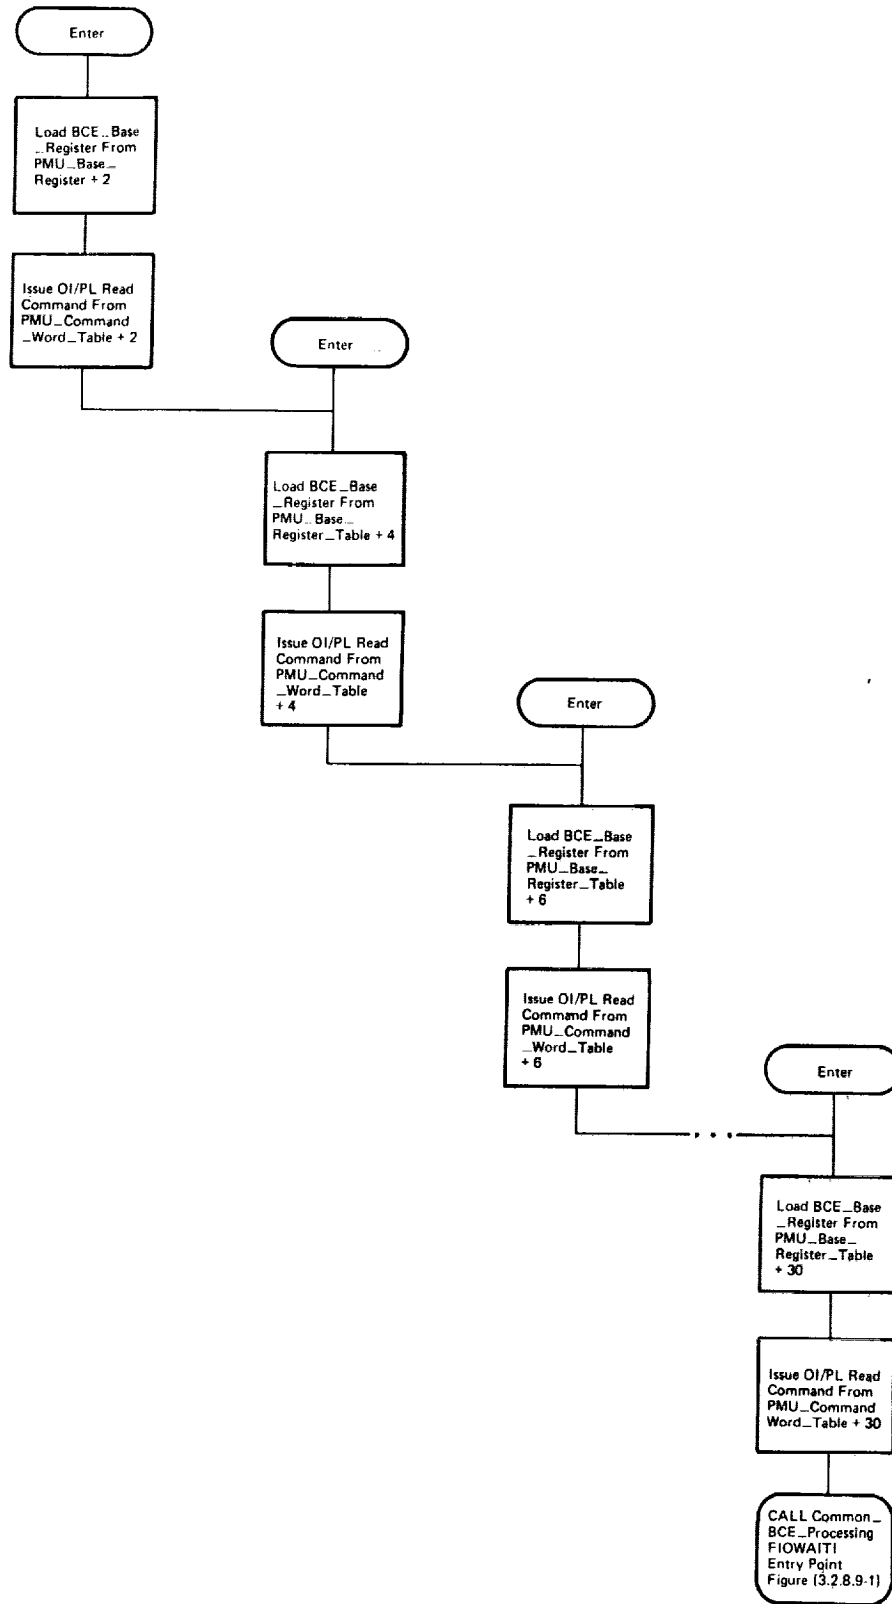 Enter
Load BCE_Base
_Register From
PMU_Base_
Register + 2
Issue OI/PL Read
Command From
PMU_Command
_Word_Table + 2
Enter
Load BCE_Base
_Register From
PMU_Base_
Register_Table + 4
Issue OI/PL Read
Command From
PMU_Command
_Word_Table
+ 4
Enter
Load BCE_Base
_Register From
PMU_Base_
Register_Table
+ 6
Issue OI/PL Read
Command From
PMU_Command
_Word_Table
+ 6
Enter
. . .
Load BCE_Base
_Register From
PMU_Base_
Register_Table
+ 30
Issue OI/PL Read
Command From
PMU_Command
Word_Table + 30
CALL Common_
BCE_Processing
FIOWAITI
Entry Point
Figure (3.2.8.9-1)